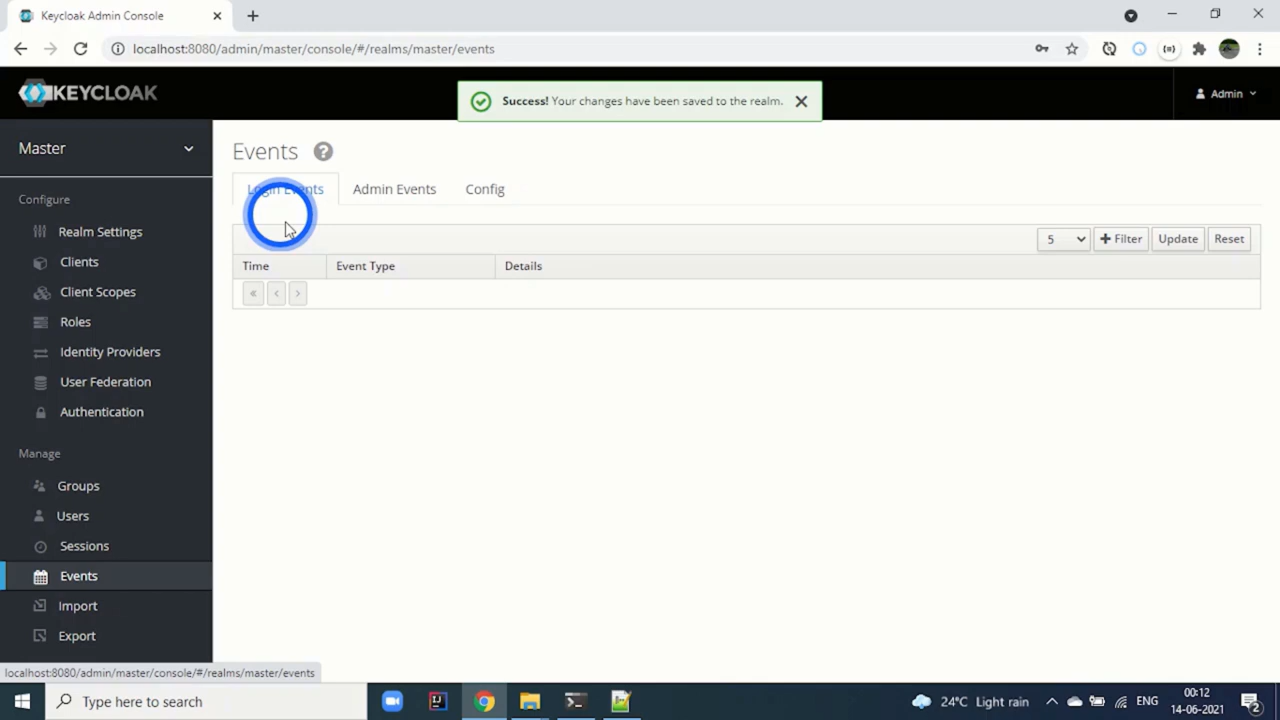 Keycloak Admin Console
localhost:8080/admin/master/console/#/realms/master/events
KEYCLOAK
Success! Your changes have been saved to the realm.
Admin
Master
Events
Login Events
Admin Events
Config
Configure
Realm Settings
Clients
Client Scopes
Roles
Identity Providers
User Federation
Authentication
5
Filter
Update
Reset
Time
Event Type
Details
«
‹
›
Manage
Groups
Users
Sessions
Events
Import
Export
localhost:8080/admin/master/console/#/realms/master/events
Type here to search
24°C Light rain
ENG
00:12
14-06-2021
2